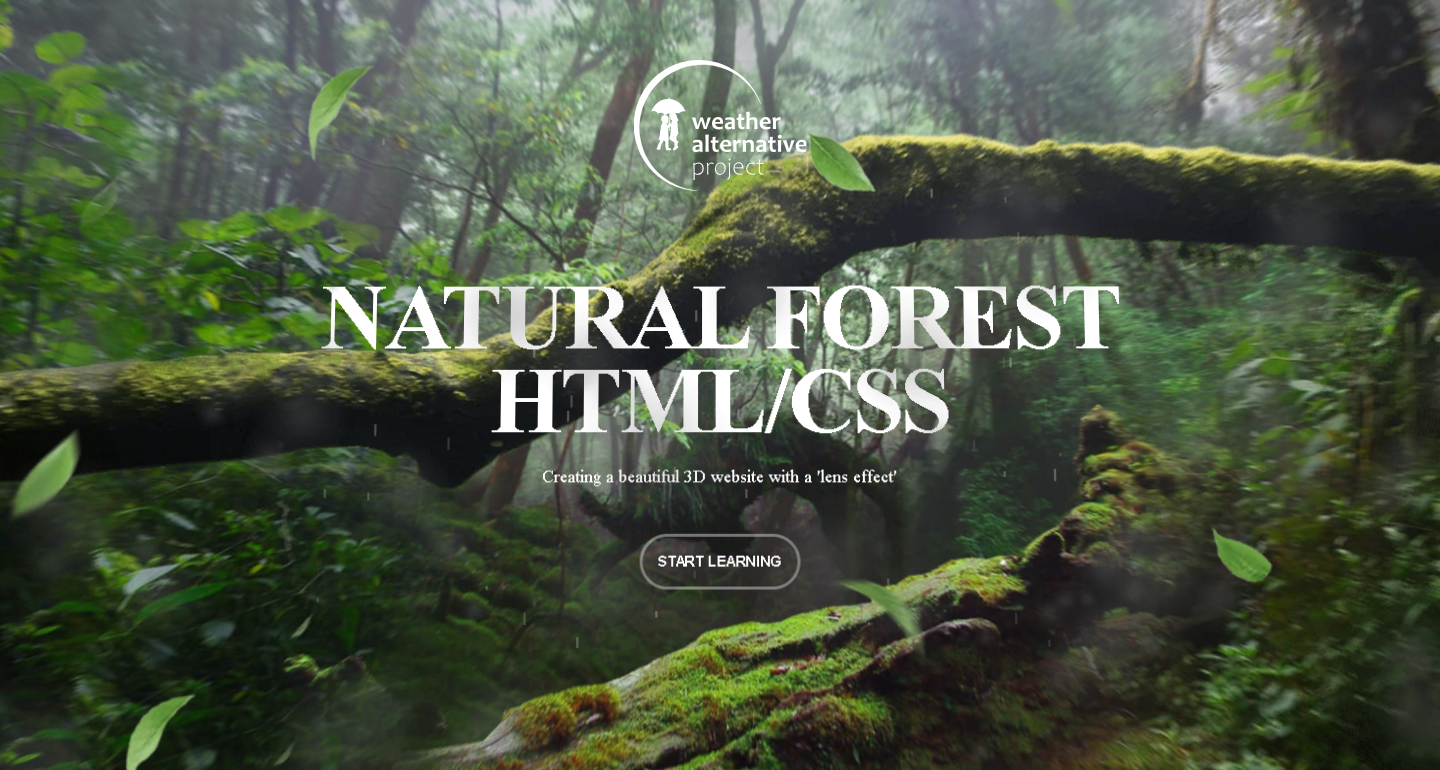 weather
alternative
project
NATURAL FOREST
HTML/CSS
Creating a beautiful 3D website with a 'lens effect'
START LEARNING